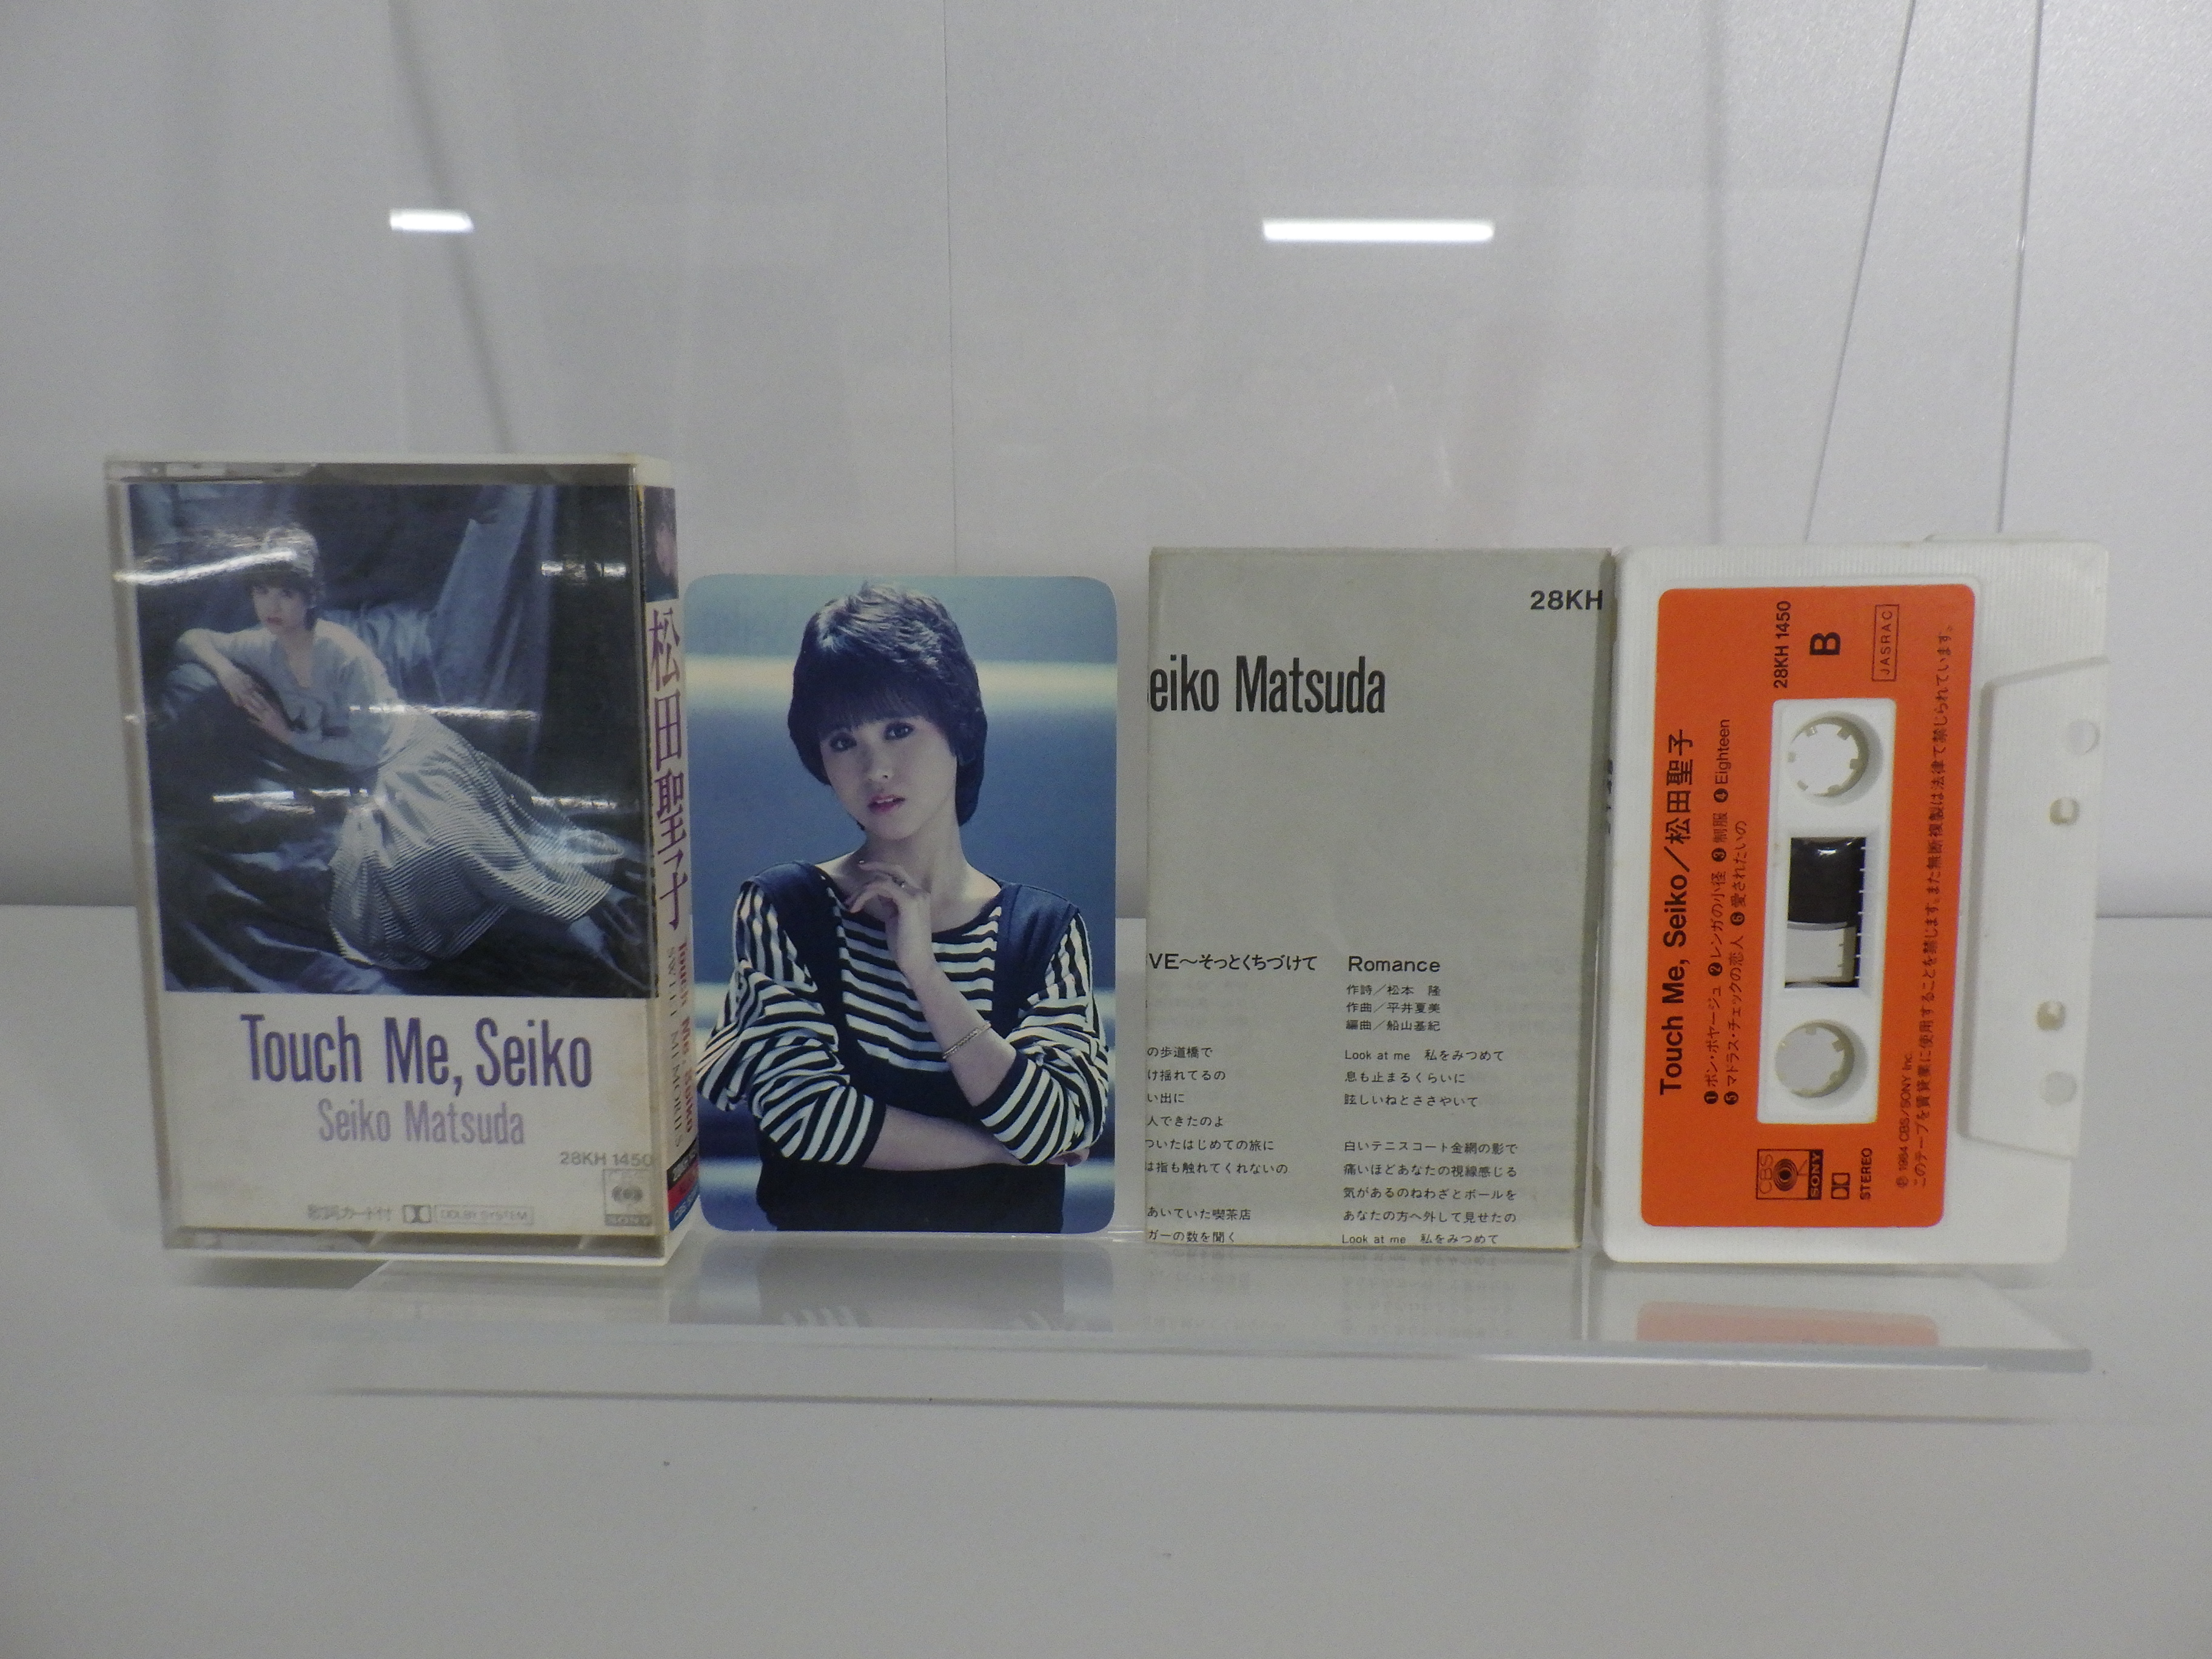 Touch Me, Seiko
Seiko Matsuda
28KH 1450
歌詞カード付 DOLBY SYSTEM
SONY
松田聖子
Touch Me, Seiko
SWEET MEMORIES
28KH
eiko Matsuda
VE～そっとくちづけて
の歩道橋で
け揺れてるの
い出に
人できたのよ
ついたはじめての旅に
は指も触れてくれないの
あいていた喫茶店
ガーの数を聞く
Romance
作詩／松本 隆
作曲／平井夏美
編曲／船山基紀
Look at me 私をみつめて
息も止まるくらいに
眩しいねとささやいて
白いテニスコート金網の影で
痛いほどあなたの視線感じる
気があるのねわざとボールを
あなたの方へ外して見せたの
Look at me 私をみつめて
Touch Me, Seiko／松田聖子
❶ボン・ボヤージュ ❷レンガの小径 ❸制服 ❹Eighteen
❺マドラス・チェックの恋人 ❻愛されたいの
28KH 1450
B
JASRAC
CBS
SONY
STEREO
Ⓟ 1984 CBS/SONY Inc.
このテープを賃貸業に使用することを禁じます。また無断複製は法律で禁じられています。